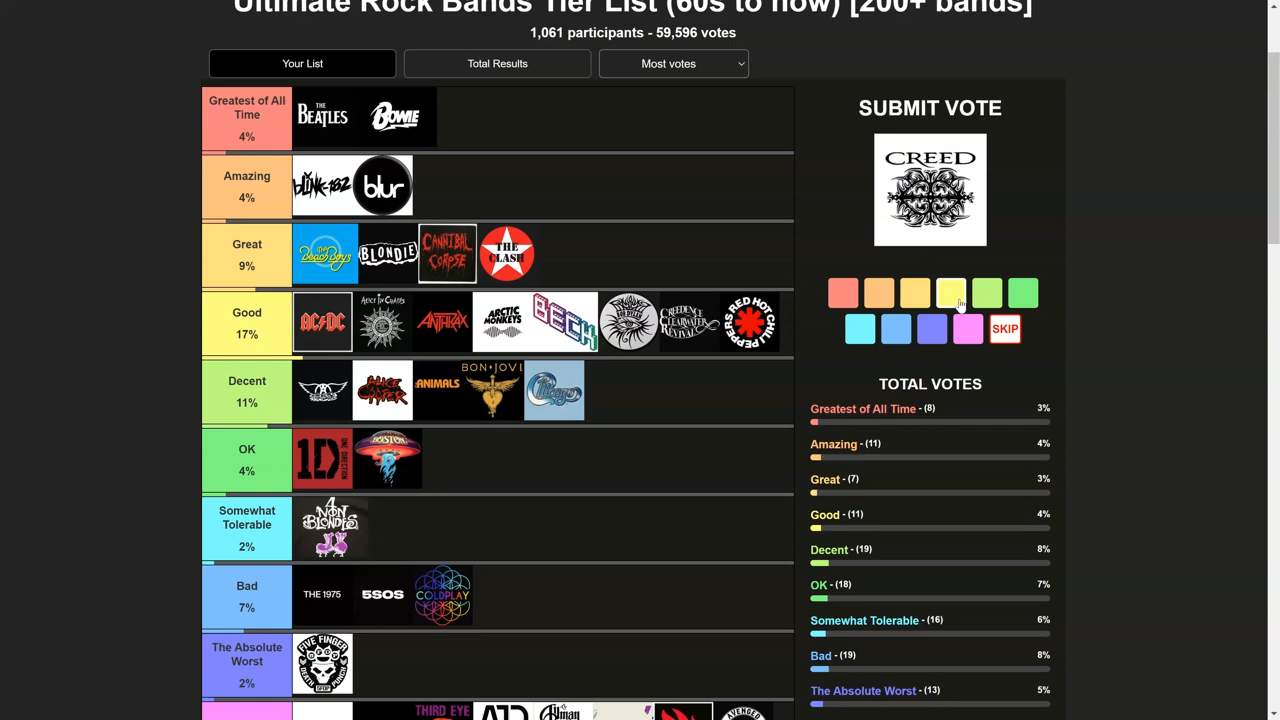 Ultimate Rock Bands Tier List (60s to now) [200+ bands]
1,061 participants - 59,596 votes
Your List
Total Results
Most votes
Greatest of All
Time
4%
THE
BEATLES
BOWIE
Amazing
4%
blink-182
blur
Great
9%
The Beach Boys
BLONDIE
CANNIBAL
CORPSE
THE
CLASH
Good
17%
AC DC
ALICE IN CHAINS
ANTHRAX
ARCTIC
MONKEYS
BECK
CREEDENCE
CLEARWATER
REVIVAL
RED HOT CHILI PEPPERS
Decent
11%
AEROSMITH
ALICE
COOPER
ANIMALS
BON JOVI
Chicago
OK
4%
1D
ONE DIRECTION
BOSTON
Somewhat
Tolerable
2%
4 NON
BLONDES
Bad
7%
THE 1975
5SOS
COLDPLAY
The Absolute
Worst
2%
FIVE FINGER
DEATH PUNCH
5FDP
THIRD EYE
AJR
Allman
AVENGED
SUBMIT VOTE
CREED
SKIP
TOTAL VOTES
Greatest of All Time - (8) 3%
Amazing - (11) 4%
Great - (7) 3%
Good - (11) 4%
Decent - (19) 8%
OK - (18) 7%
Somewhat Tolerable - (16) 6%
Bad - (19) 8%
The Absolute Worst - (13) 5%